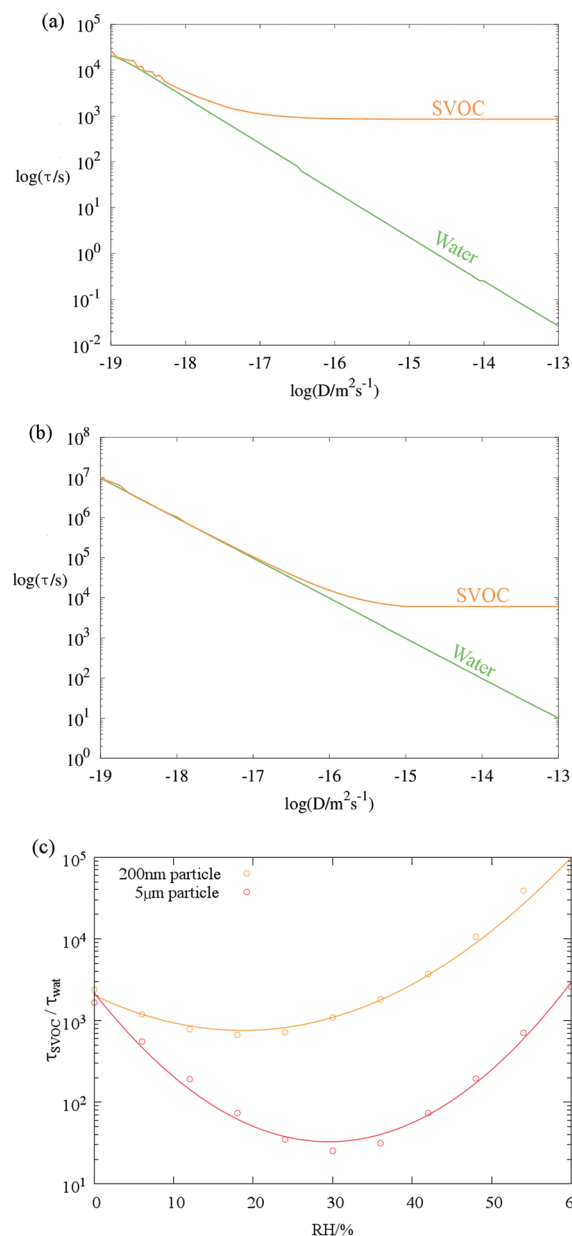 (a)
10^5
10^4
10^3
10^2
10^1
10^0
10^-1
10^-2
log(τ/s)
SVOC
Water
-19 -18 -17 -16 -15 -14 -13
log(D/m^2s^-1)
(b)
10^8
10^7
10^6
10^5
10^4
10^3
10^2
10^1
10^0
log(τ/s)
SVOC
Water
-19 -18 -17 -16 -15 -14 -13
log(D/m^2s^-1)
(c)
10^5
10^4
10^3
10^2
10^1
τSVOC / τwat
200nm particle
5μm particle
0 10 20 30 40 50 6
RH/%